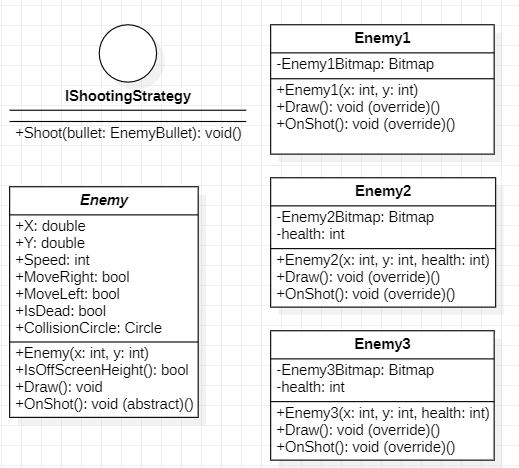 IShootingStrategy
+Shoot(bullet: EnemyBullet): void()
Enemy
+X: double
+Y: double
+Speed: int
+MoveRight: bool
+MoveLeft: bool
+IsDead: bool
+CollisionCircle: Circle
+Enemy(x: int, y: int)
+IsOffScreenHeight(): bool
+Draw(): void
+OnShot(): void (abstract)()
Enemy1
-Enemy1Bitmap: Bitmap
+Enemy1(x: int, y: int)
+Draw(): void (override)()
+OnShot(): void (override)()
Enemy2
-Enemy2Bitmap: Bitmap
-health: int
+Enemy2(x: int, y: int, health: int)
+Draw(): void (override)()
+OnShot(): void (override)()
Enemy3
-Enemy3Bitmap: Bitmap
-health: int
+Enemy3(x: int, y: int, health: int)
+Draw(): void (override)()
+OnShot(): void (override)()